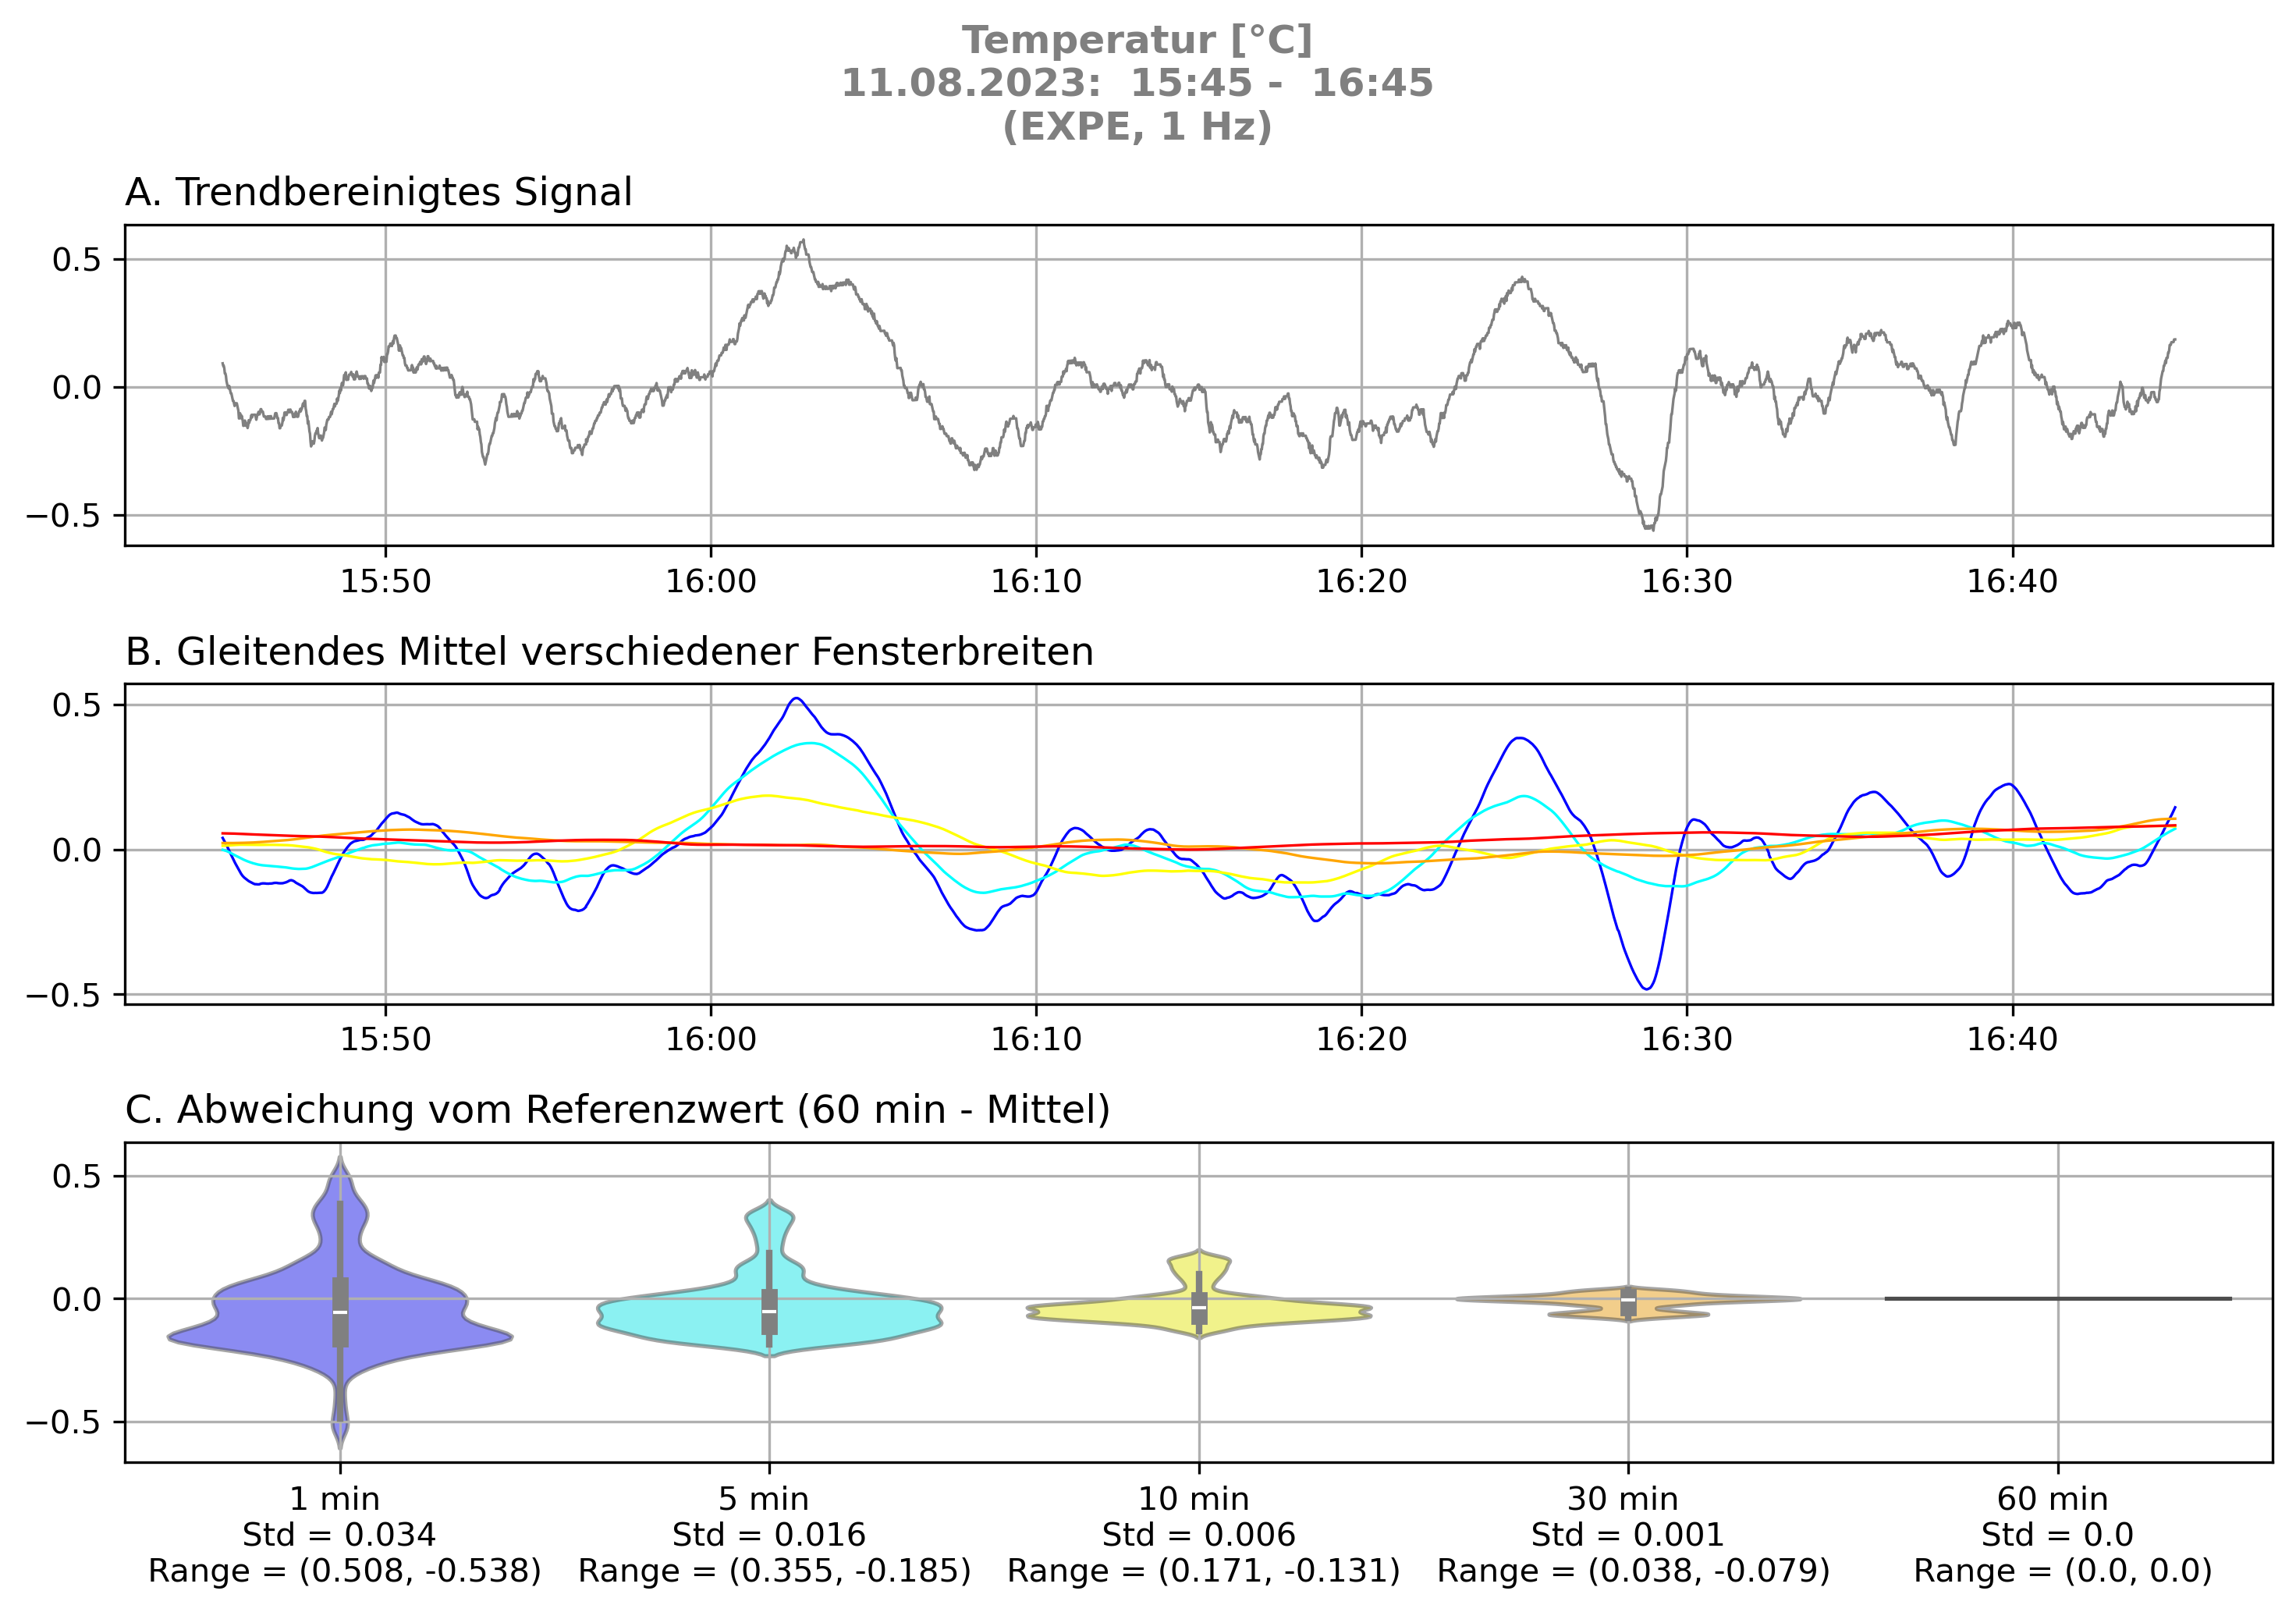 Temperatur [°C]
11.08.2023:  15:45 -  16:45
(EXPE, 1 Hz)
A. Trendbereinigtes Signal
0.5
0.0
−0.5
15:50 16:00 16:10 16:20 16:30 16:40
B. Gleitendes Mittel verschiedener Fensterbreiten
0.5
0.0
−0.5
15:50 16:00 16:10 16:20 16:30 16:40
C. Abweichung vom Referenzwert (60 min - Mittel)
0.5
0.0
−0.5
1 min
Std = 0.034
Range = (0.508, -0.538)
5 min
Std = 0.016
Range = (0.355, -0.185)
10 min
Std = 0.006
Range = (0.171, -0.131)
30 min
Std = 0.001
Range = (0.038, -0.079)
60 min
Std = 0.0
Range = (0.0, 0.0)